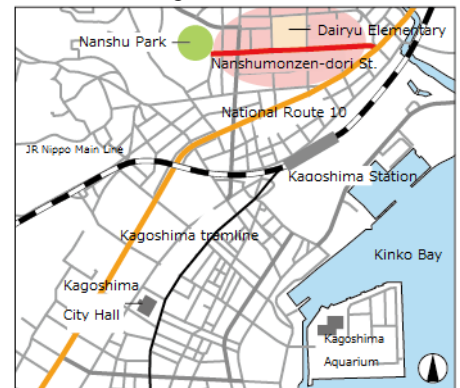 Dairyu Elementary
Nanshu Park
Nanshumonzen-dori St.
National Route 10
JR Nippo Main Line
Kagoshima Station
Kagoshima tramline
Kinko Bay
Kagoshima
City Hall
Kagoshima
Aquarium